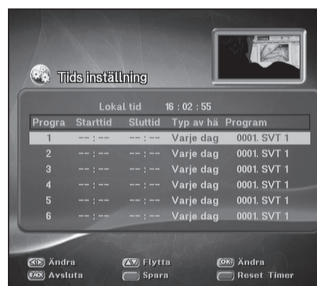 Tids inställning
Lokal tid 16 : 02 : 55
Progra Starttid Sluttid Typ av hä Program
1 -- : -- -- : -- Varje dag 0001. SVT 1
2 -- : -- -- : -- Varje dag 0001. SVT 1
3 -- : -- -- : -- Varje dag 0001. SVT 1
4 -- : -- -- : -- Varje dag 0001. SVT 1
5 -- : -- -- : -- Varje dag 0001. SVT 1
6 -- : -- -- : -- Varje dag 0001. SVT 1
Ändra Flytta OK Ändra
Avsluta Spara Reset Timer